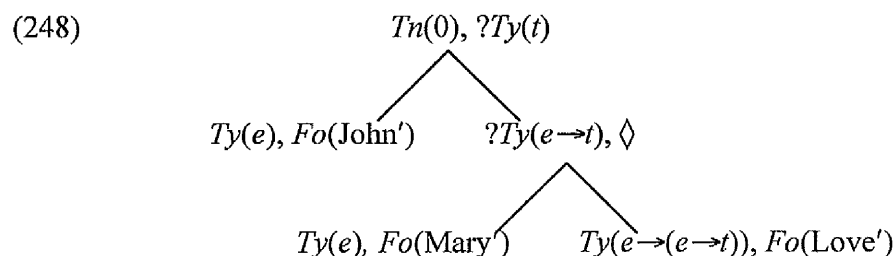 (248) Tn(0), ?Ty(t)
Ty(e), Fo(John′) ?Ty(e→t), ◊
Ty(e), Fo(Mary′) Ty(e→(e→t)), Fo(Love′)